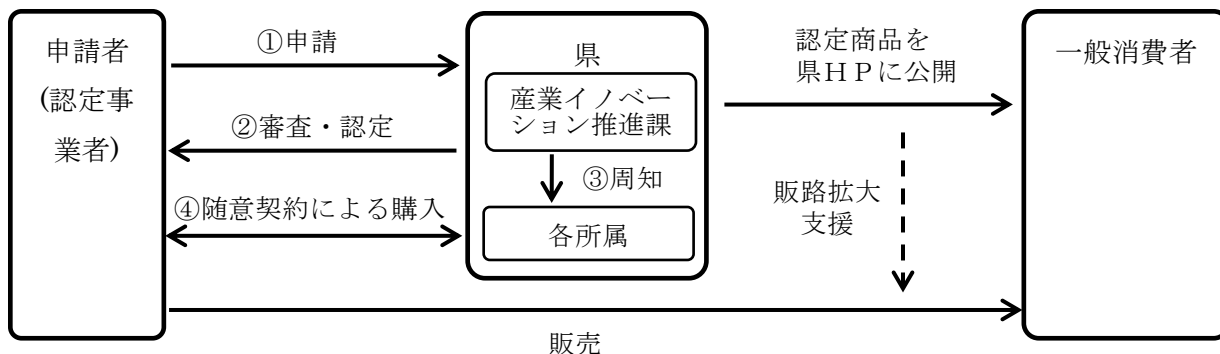 申請者
(認定事
業者)
①申請
②審査・認定
④随意契約による購入
県
産業イノベー
ション推進課
③周知
各所属
認定商品を
県ＨＰに公開
販路拡大
支援
一般消費者
販売